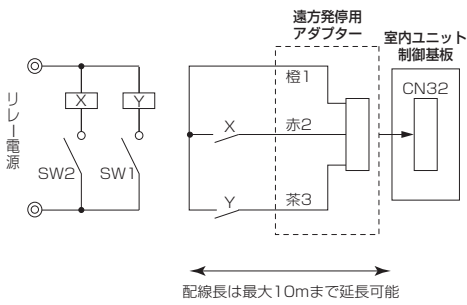 遠方発停用
アダプター
室内ユニット
制御基板
CN32
橙1
X
Y
X
赤2
リレー電源
SW2
SW1
Y
茶3
配線長は最大10mまで延長可能